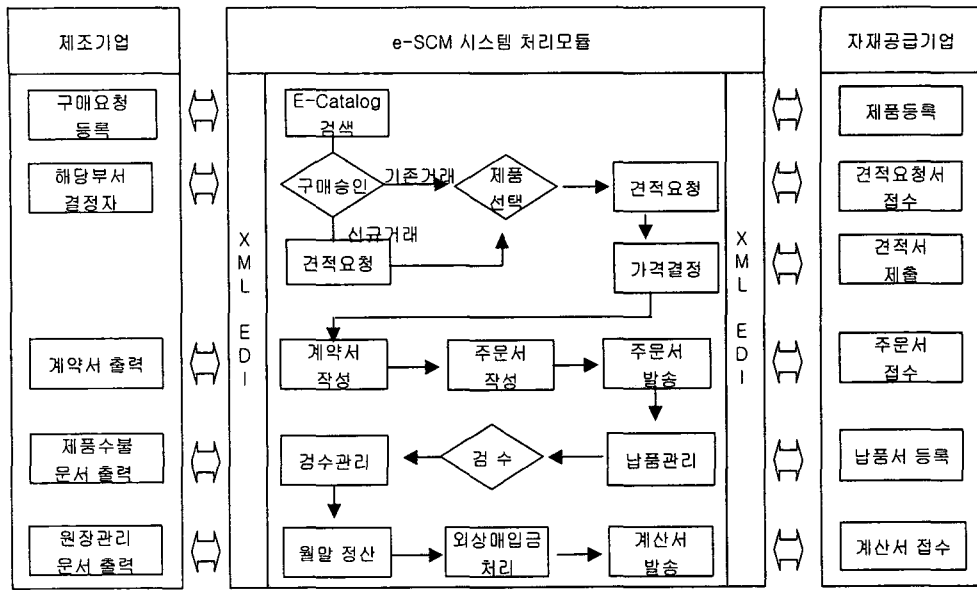 제조기업
e-SCM 시스템 처리모듈
자재공급기업
구매요청
등록
E-Catalog
검색
제품등록
해당부서
결정자
구매승인
기존거래
제품
선택
견적요청
견적요청서
접수
신규거래
견적요청
가격결정
견적서
제출
X
M
L
E
D
I
X
M
L
E
D
I
계약서 출력
계약서
작성
주문서
작성
주문서
발송
주문서
접수
제품수불
문서 출력
검수관리
검 수
납품관리
납품서 등록
원장관리
문서 출력
월말 정산
외상매입금
처리
계산서
발송
계산서 접수